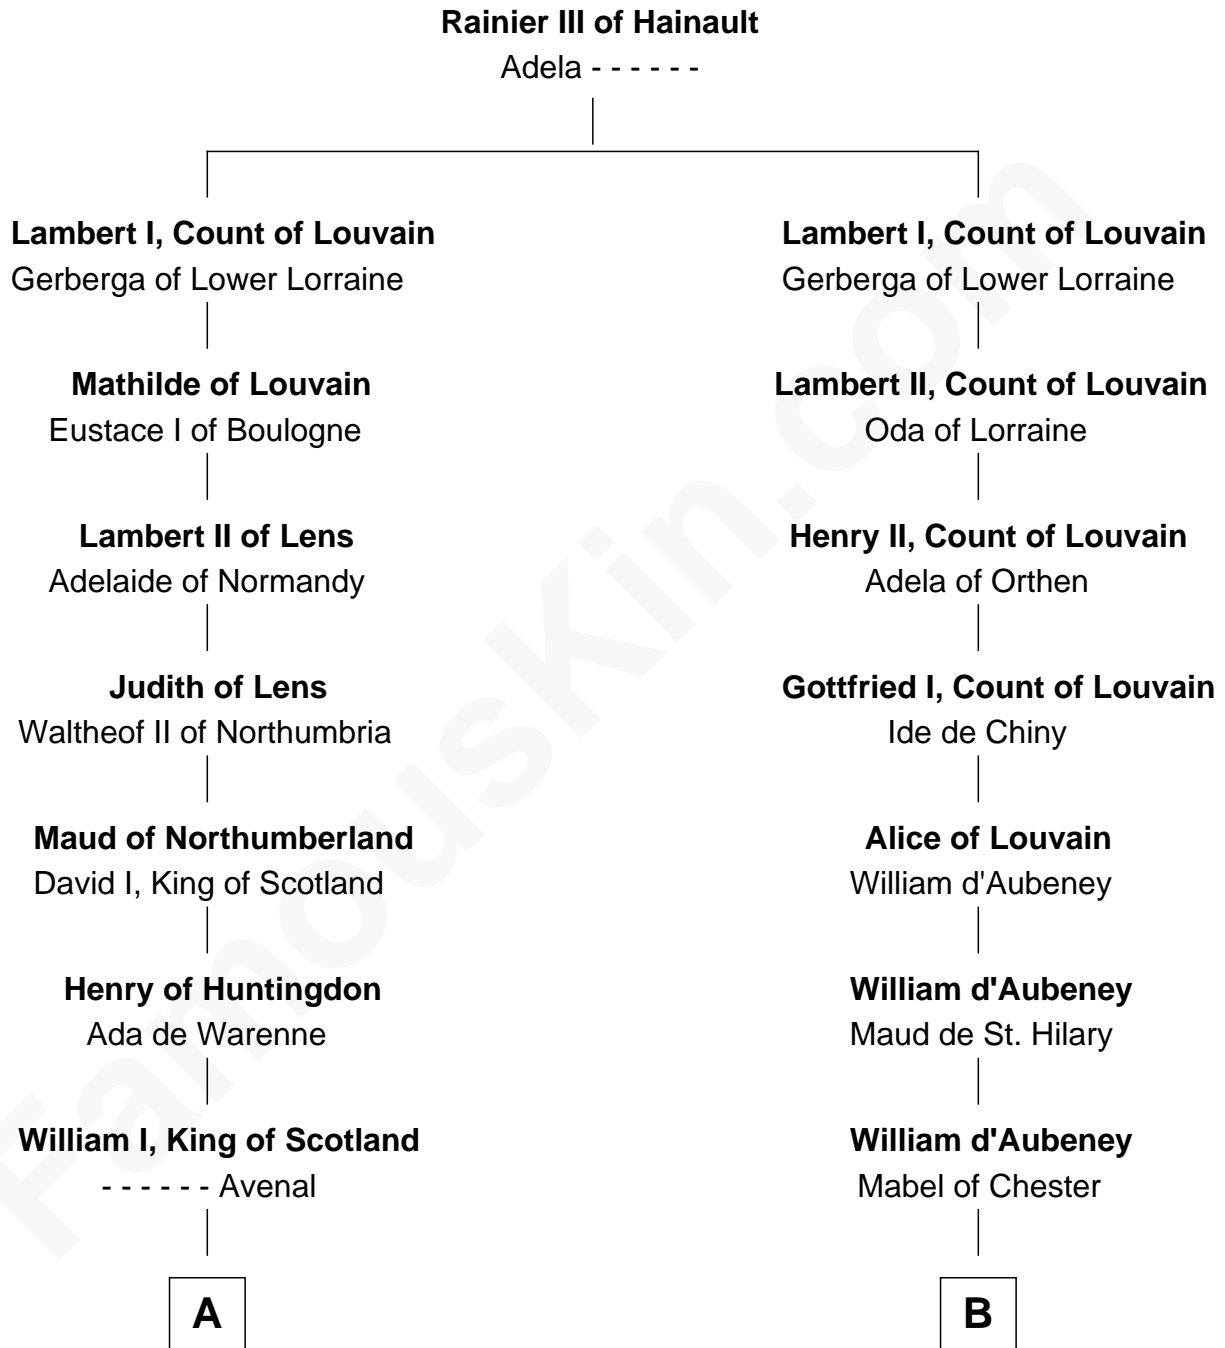 Rainier III of Hainault
Adela - - - - - -
Lambert I, Count of Louvain
Gerberga of Lower Lorraine
Mathilde of Louvain
Eustace I of Boulogne
Lambert II of Lens
Adelaide of Normandy
Judith of Lens
Waltheof II of Northumbria
Maud of Northumberland
David I, King of Scotland
Henry of Huntingdon
Ada de Warenne
William I, King of Scotland
- - - - - - Avenal
A
Lambert I, Count of Louvain
Gerberga of Lower Lorraine
Lambert II, Count of Louvain
Oda of Lorraine
Henry II, Count of Louvain
Adela of Orthen
Gottfried I, Count of Louvain
Ide de Chiny
Alice of Louvain
William d'Aubeney
William d'Aubeney
Maud de St. Hilary
William d'Aubeney
Mabel of Chester
B
FamousKin.com